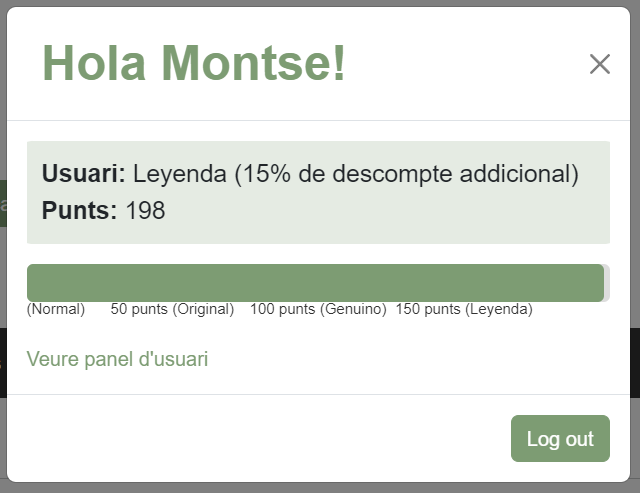 Hola Montse!
Usuari: Leyenda (15% de descompte addicional)
Punts: 198
(Normal) 50 punts (Original) 100 punts (Genuino) 150 punts (Leyenda)
Veure panel d'usuari
Log out